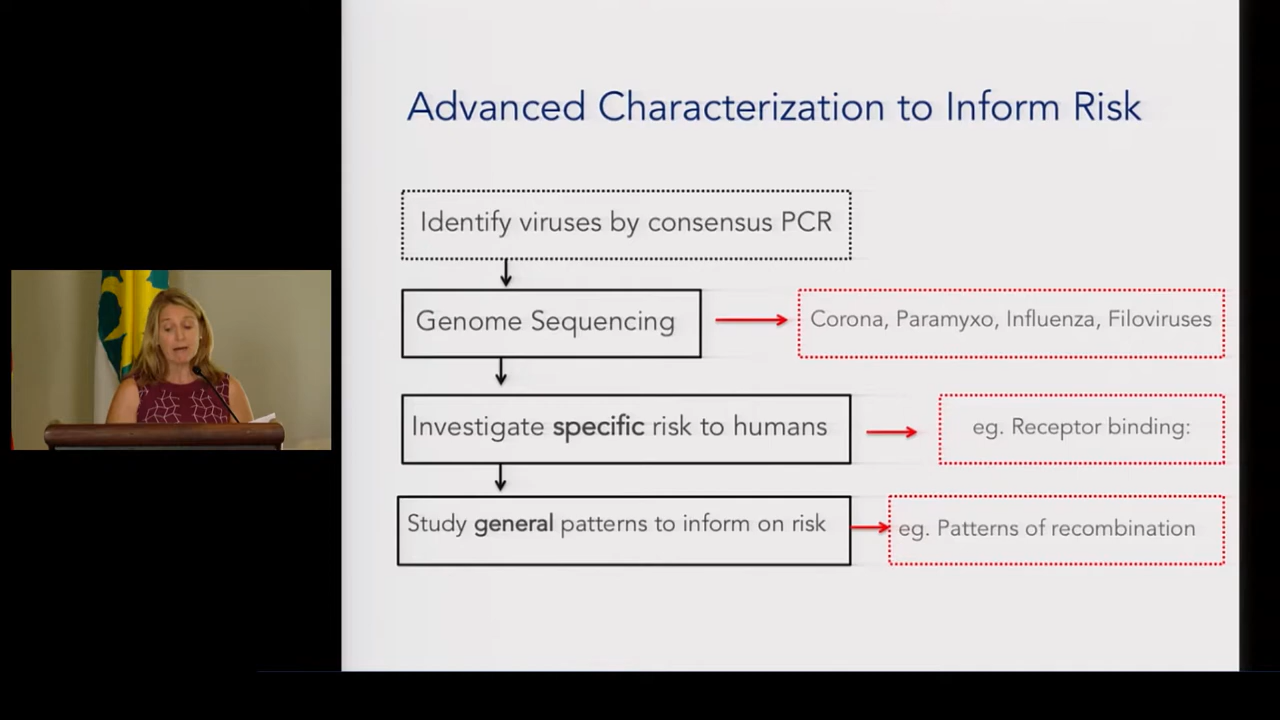 Advanced Characterization to Inform Risk
Identify viruses by consensus PCR
Genome Sequencing
Corona, Paramyxo, Influenza, Filoviruses
Investigate specific risk to humans
eg. Receptor binding:
Study general patterns to inform on risk
eg. Patterns of recombination